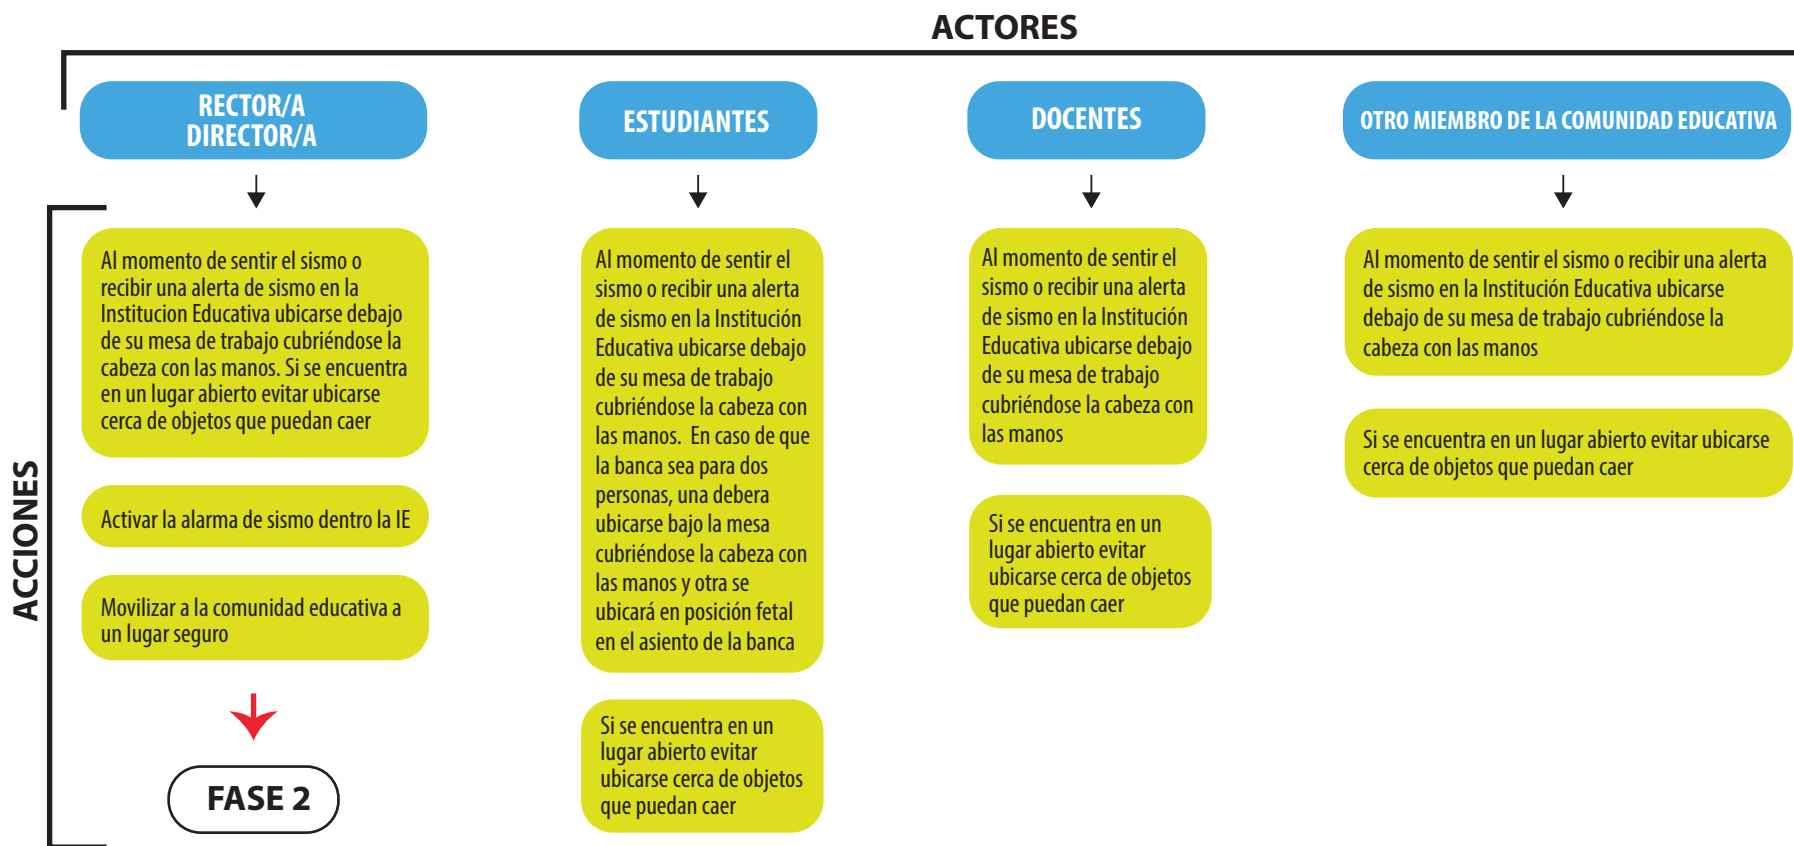 ACTORES
RECTOR/A
DIRECTOR/A
ESTUDIANTES
DOCENTES
OTRO MIEMBRO DE LA COMUNIDAD EDUCATIVA
ACCIONES
Al momento de sentir el sismo o
recibir una alerta de sismo en la
Institucion Educativa ubicarse debajo
de su mesa de trabajo cubriéndose la
cabeza con las manos. Si se encuentra
en un lugar abierto evitar ubicarse
cerca de objetos que puedan caer
Activar la alarma de sismo dentro la IE
Movilizar a la comunidad educativa a
un lugar seguro
FASE 2
Al momento de sentir el
sismo o recibir una alerta
de sismo en la Institución
Educativa ubicarse debajo
de su mesa de trabajo
cubriéndose la cabeza con
las manos. En caso de que
la banca sea para dos
personas, una debera
ubicarse bajo la mesa
cubriéndose la cabeza con
las manos y otra se
ubicará en posición fetal
en el asiento de la banca
Si se encuentra en un
lugar abierto evitar
ubicarse cerca de objetos
que puedan caer
Al momento de sentir el
sismo o recibir una alerta
de sismo en la Institución
Educativa ubicarse debajo
de su mesa de trabajo
cubriéndose la cabeza con
las manos
Si se encuentra en un
lugar abierto evitar
ubicarse cerca de objetos
que puedan caer
Al momento de sentir el sismo o recibir una alerta
de sismo en la Institución Educativa ubicarse
debajo de su mesa de trabajo cubriéndose la
cabeza con las manos
Si se encuentra en un lugar abierto evitar ubicarse
cerca de objetos que puedan caer